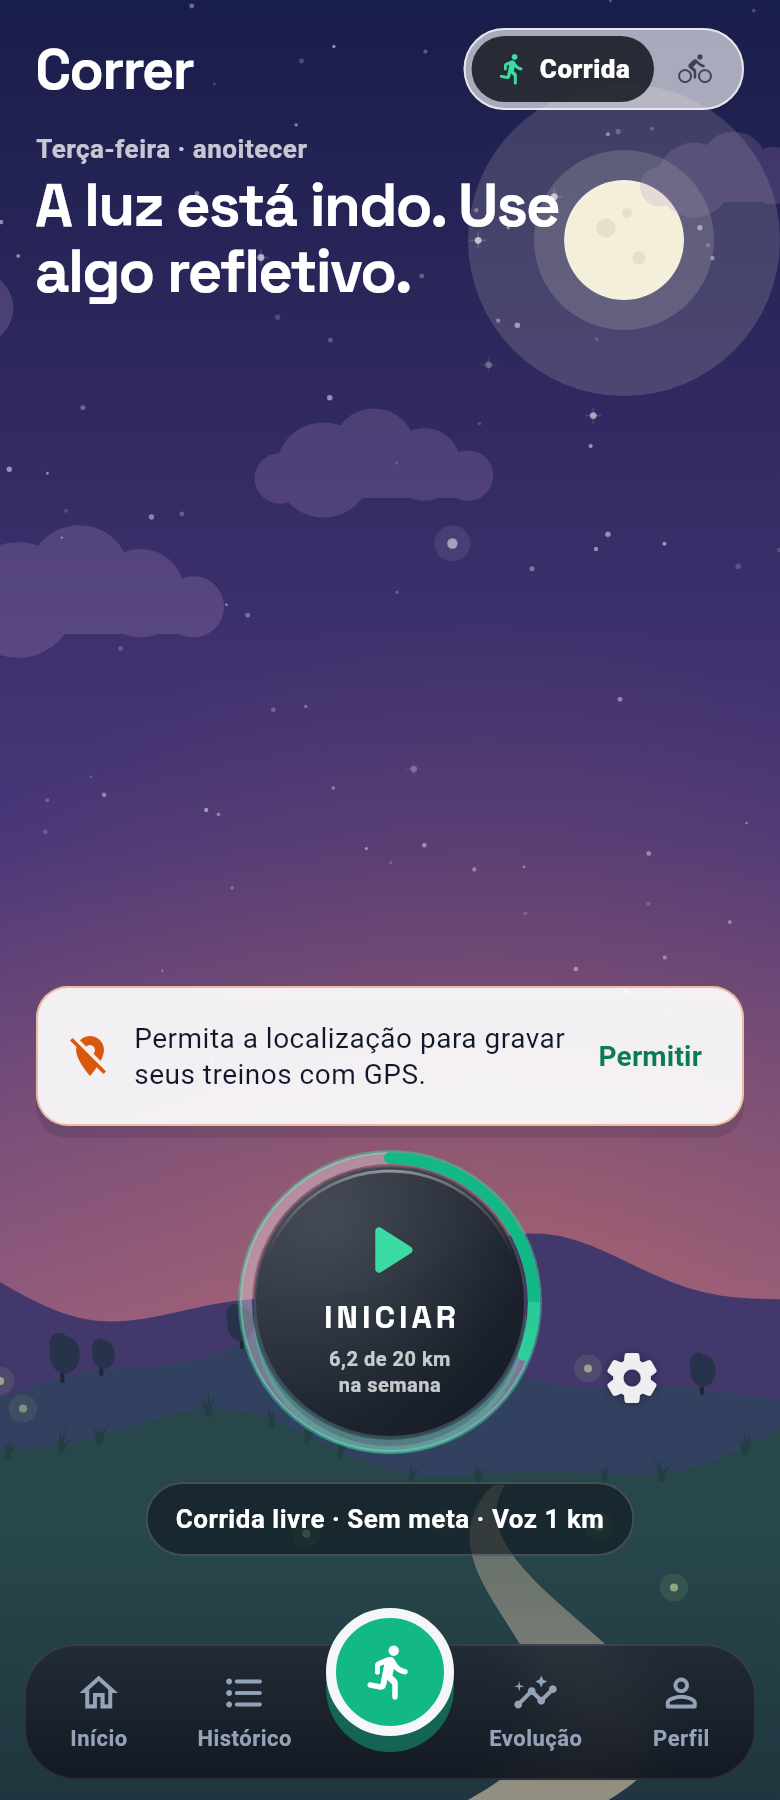 Correr
Corrida
Terça-feira · anoitecer
A luz está indo. Use
algo refletivo.
Permita a localização para gravar
seus treinos com GPS.
Permitir
INICIAR
6,2 de 20 km
na semana
Corrida livre · Sem meta · Voz 1 km
Início
Histórico
Evolução
Perfil